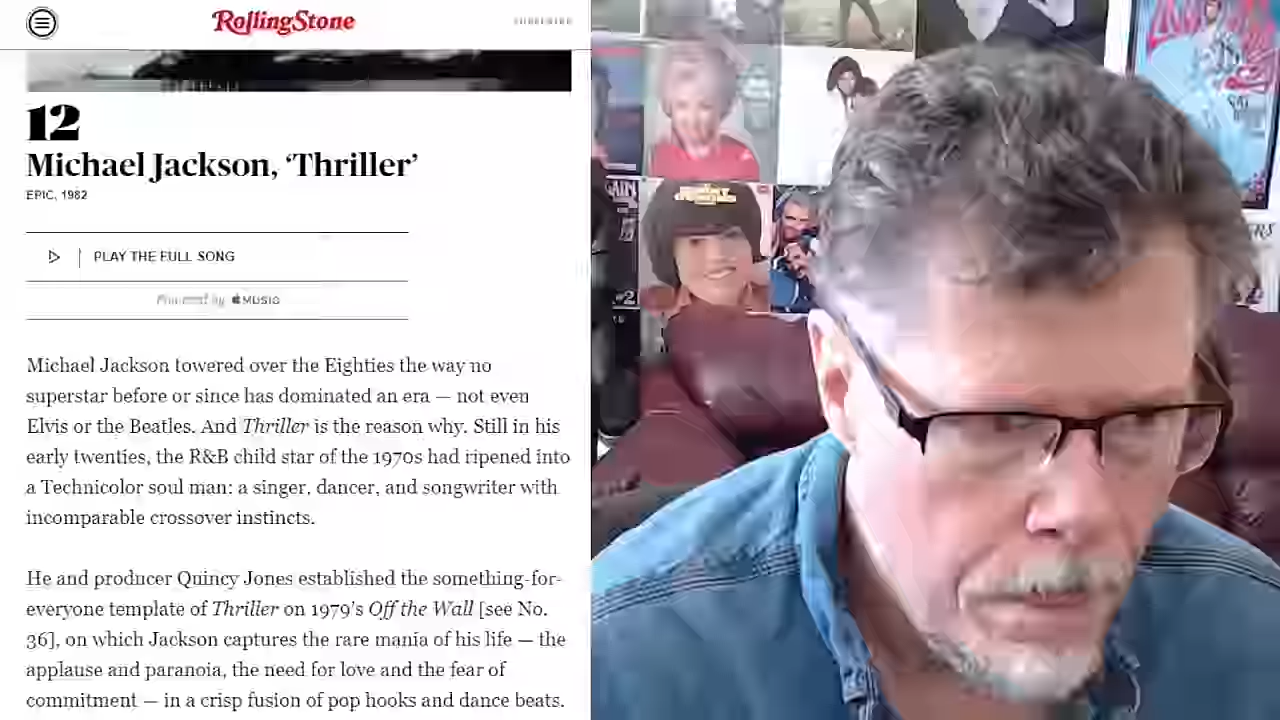 RollingStone
SUBSCRIBE
12
Michael Jackson, ‘Thriller’
EPIC, 1982
PLAY THE FULL SONG
Powered by MUSIC
Michael Jackson towered over the Eighties the way no
superstar before or since has dominated an era — not even
Elvis or the Beatles. And Thriller is the reason why. Still in his
early twenties, the R&B child star of the 1970s had ripened into
a Technicolor soul man: a singer, dancer, and songwriter with
incomparable crossover instincts.
He and producer Quincy Jones established the something-for-
everyone template of Thriller on 1979’s Off the Wall [see No.
36], on which Jackson captures the rare mania of his life — the
applause and paranoia, the need for love and the fear of
commitment — in a crisp fusion of pop hooks and dance beats.
#2